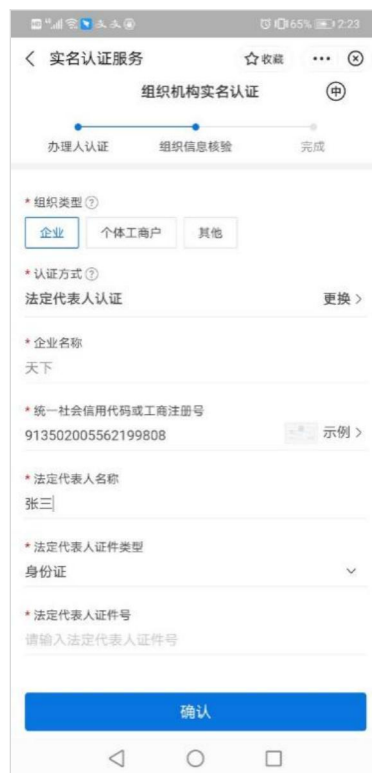 65% 2:23
实名认证服务 收藏
组织机构实名认证 中
办理人认证 组织信息核验 完成
* 组织类型 ?
企业 个体工商户 其他
* 认证方式 ?
法定代表人认证 更换 >
* 企业名称
天下
* 统一社会信用代码或工商注册号
913502005562199808 示例 >
* 法定代表人名称
张三
* 法定代表人证件类型
身份证
* 法定代表人证件号
请输入法定代表人证件号
确认